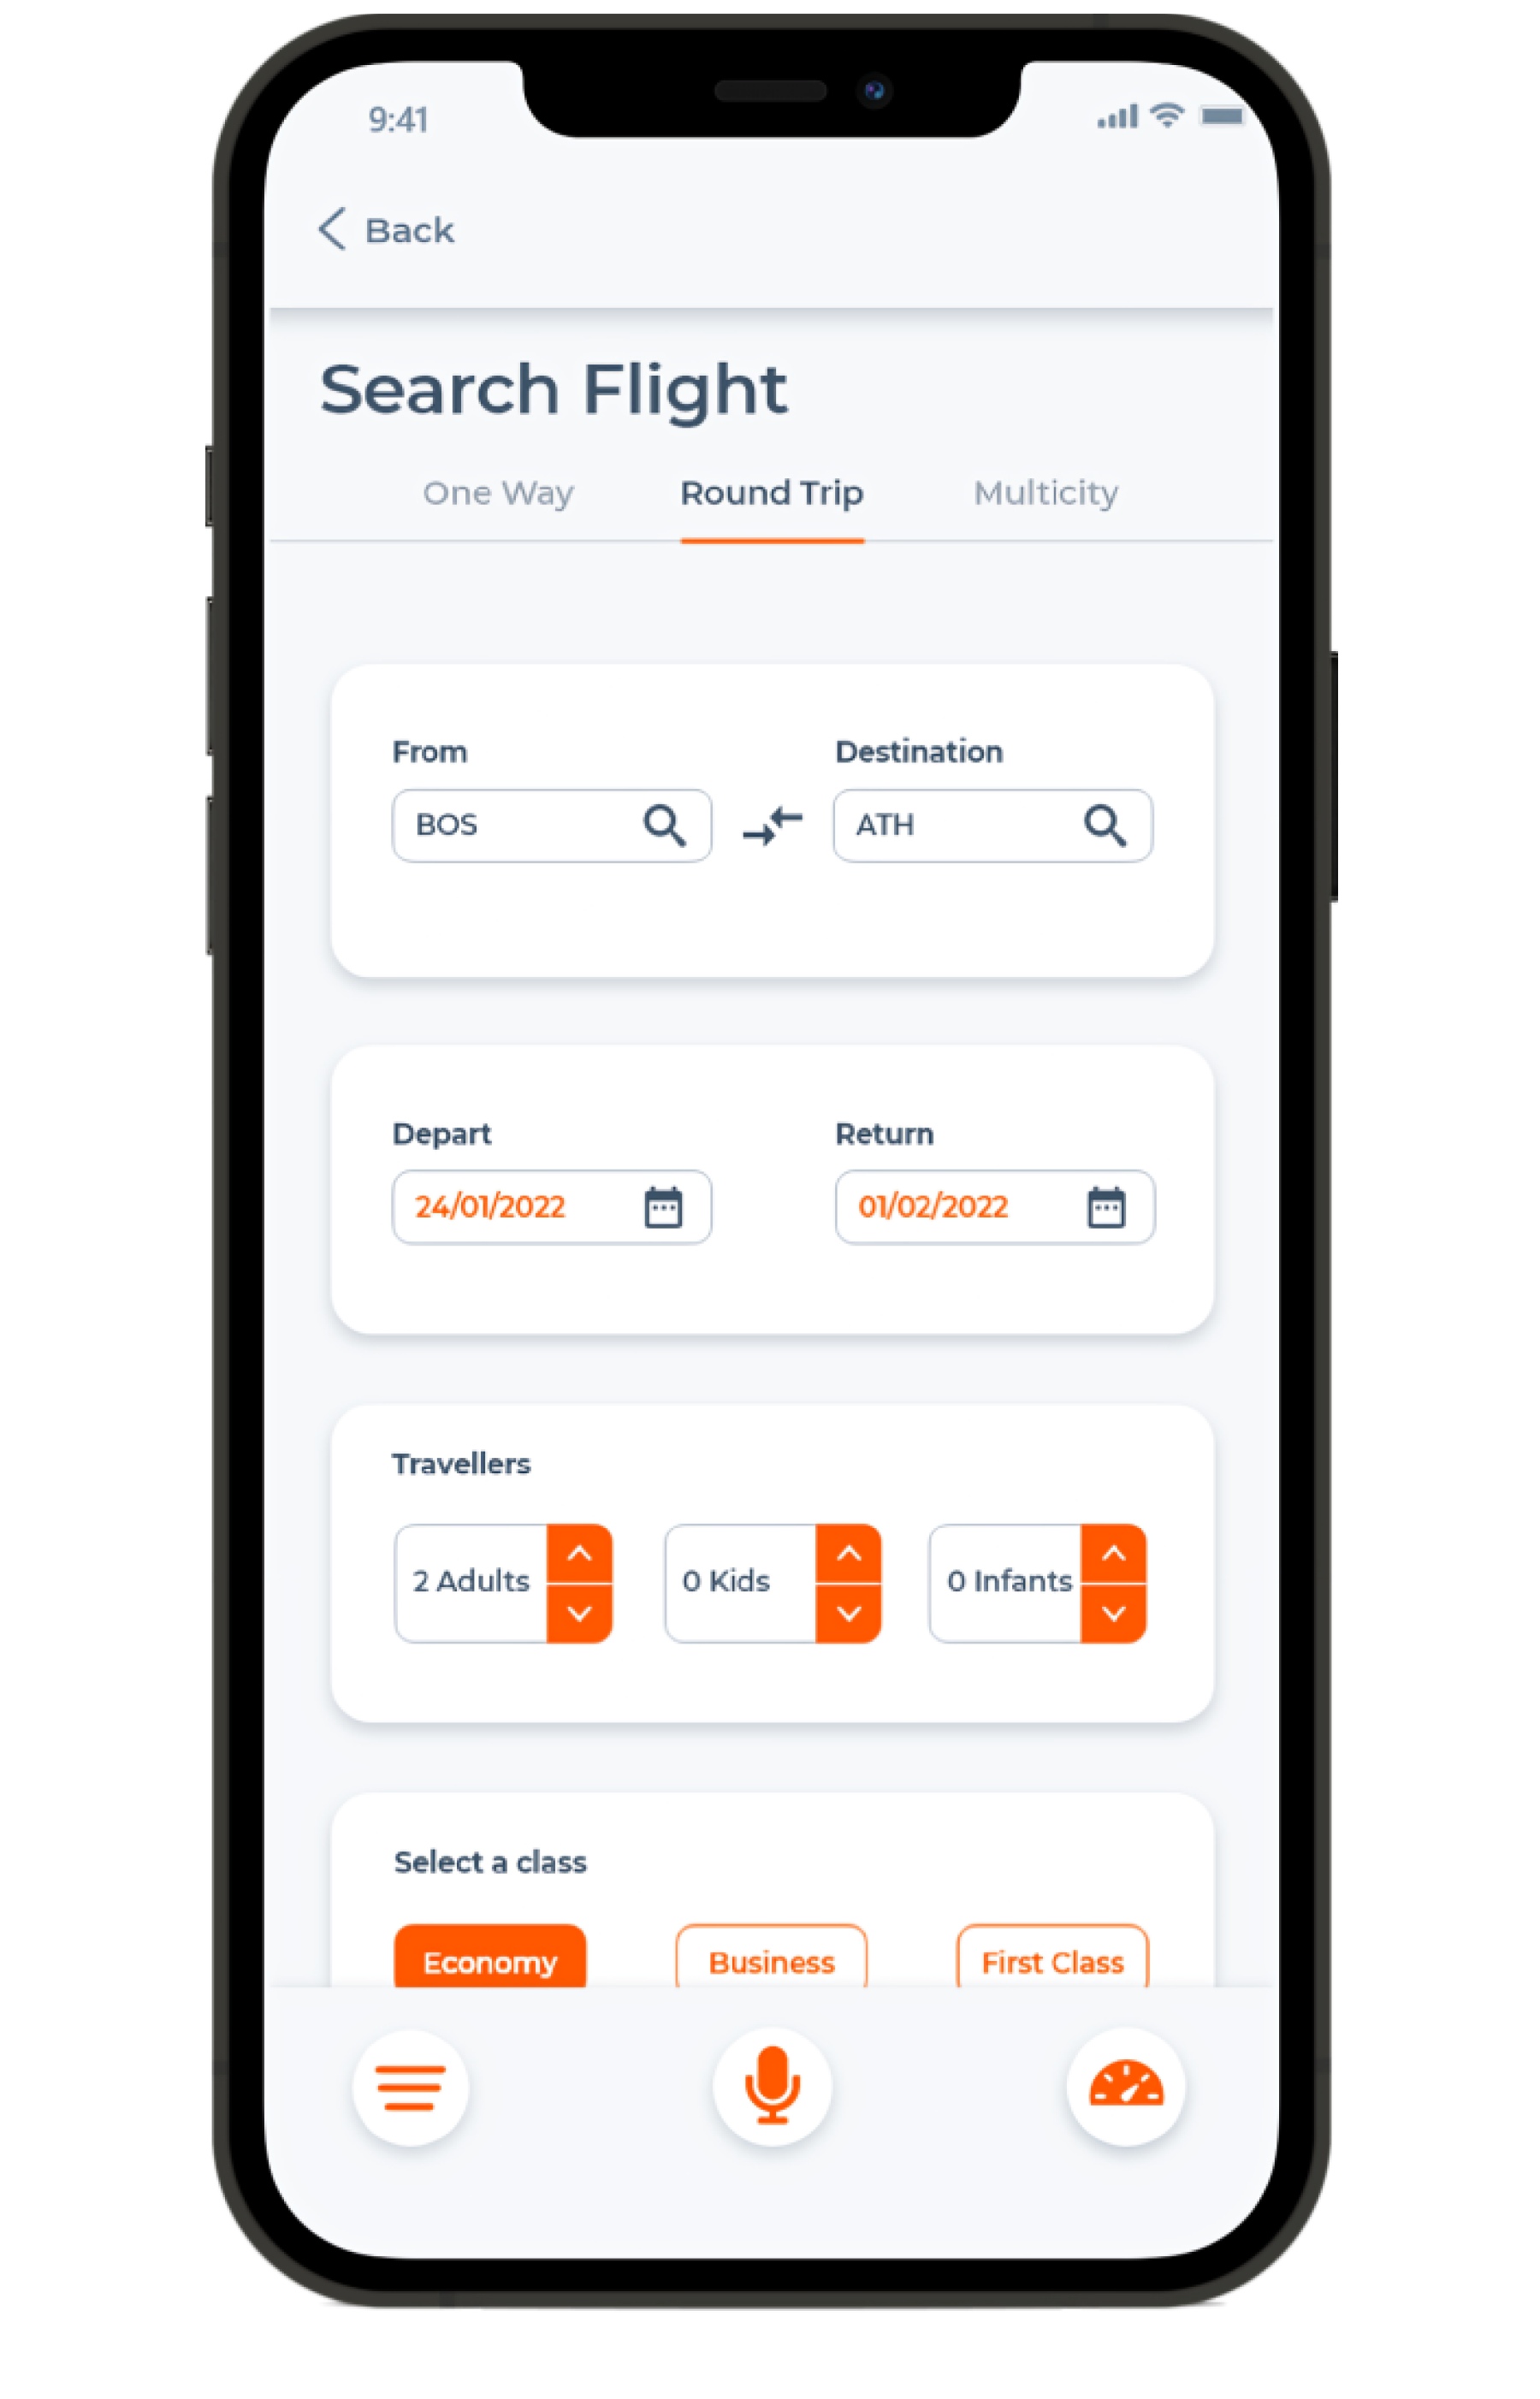 9:41
Back
Search Flight
One Way Round Trip Multicity
From Destination
BOS ATH
Depart Return
24/01/2022 01/02/2022
Travellers
2 Adults 0 Kids 0 Infants
Select a class
Economy Business First Class